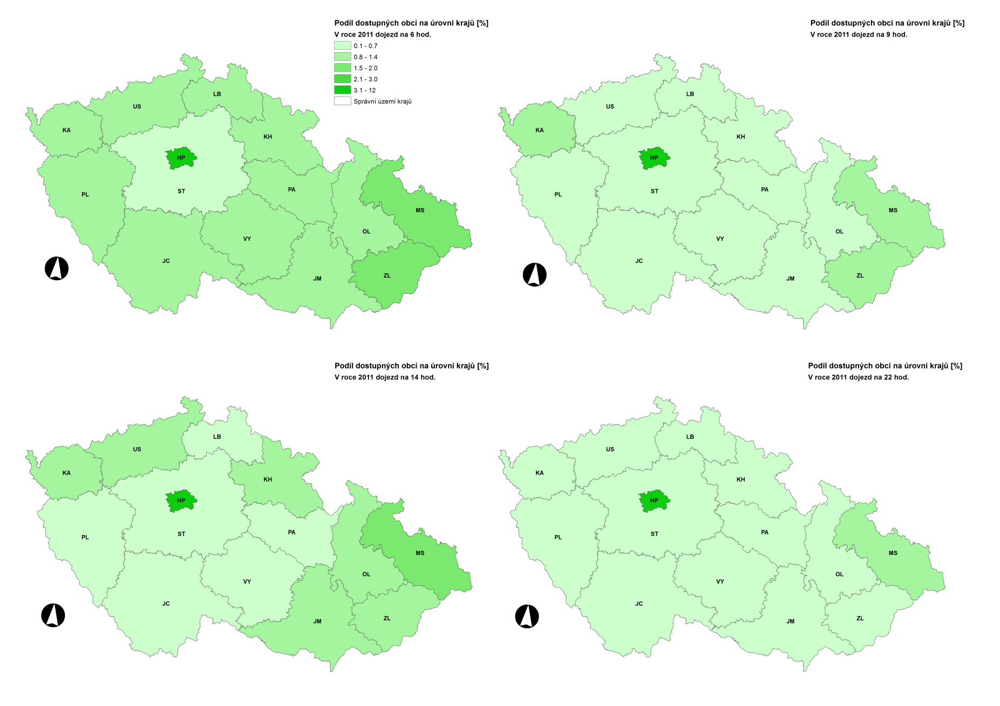 Podíl dostupných obcí na úrovni krajů [%]
V roce 2011 dojezd na 6 hod.
0.1 - 0.7
0.8 - 1.4
1.5 - 2.0
2.1 - 3.0
3.1 - 12
Správní území krajů
LB
US
KA
KH
HP
PA
ST
PL
MS
OL
VY
JC
ZL
JM
Podíl dostupných obcí na úrovni krajů [%]
V roce 2011 dojezd na 9 hod.
LB
US
KA
KH
HP
PA
ST
PL
MS
OL
VY
JC
ZL
JM
Podíl dostupných obcí na úrovni krajů [%]
V roce 2011 dojezd na 14 hod.
LB
US
KA
KH
HP
PA
ST
PL
MS
OL
VY
JC
ZL
JM
Podíl dostupných obcí na úrovni krajů [%]
V roce 2011 dojezd na 22 hod.
LB
US
KA
KH
HP
PA
ST
PL
MS
OL
VY
JC
ZL
JM